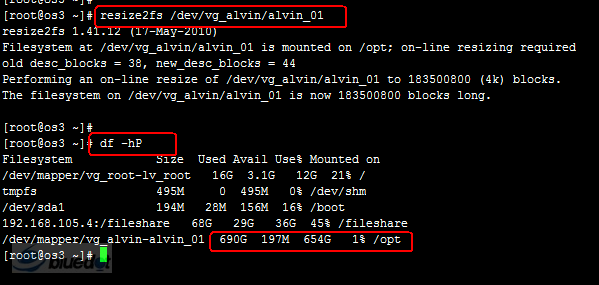 [root@os3 ~]# resize2fs /dev/vg_alvin/alvin_01
resize2fs 1.41.12 (17-May-2010)
Filesystem at /dev/vg_alvin/alvin_01 is mounted on /opt; on-line resizing required
old desc_blocks = 38, new_desc_blocks = 44
Performing an on-line resize of /dev/vg_alvin/alvin_01 to 183500800 (4k) blocks.
The filesystem on /dev/vg_alvin/alvin_01 is now 183500800 blocks long.
[root@os3 ~]#
[root@os3 ~]# df -hP
Filesystem Size Used Avail Use% Mounted on
/dev/mapper/vg_root-lv_root 16G 3.1G 12G 21% /
tmpfs 495M 0 495M 0% /dev/shm
/dev/sda1 194M 28M 156M 16% /boot
192.168.105.4:/fileshare 68G 29G 36G 45% /fileshare
/dev/mapper/vg_alvin-alvin_01 690G 197M 654G 1% /opt
[root@os3 ~]#